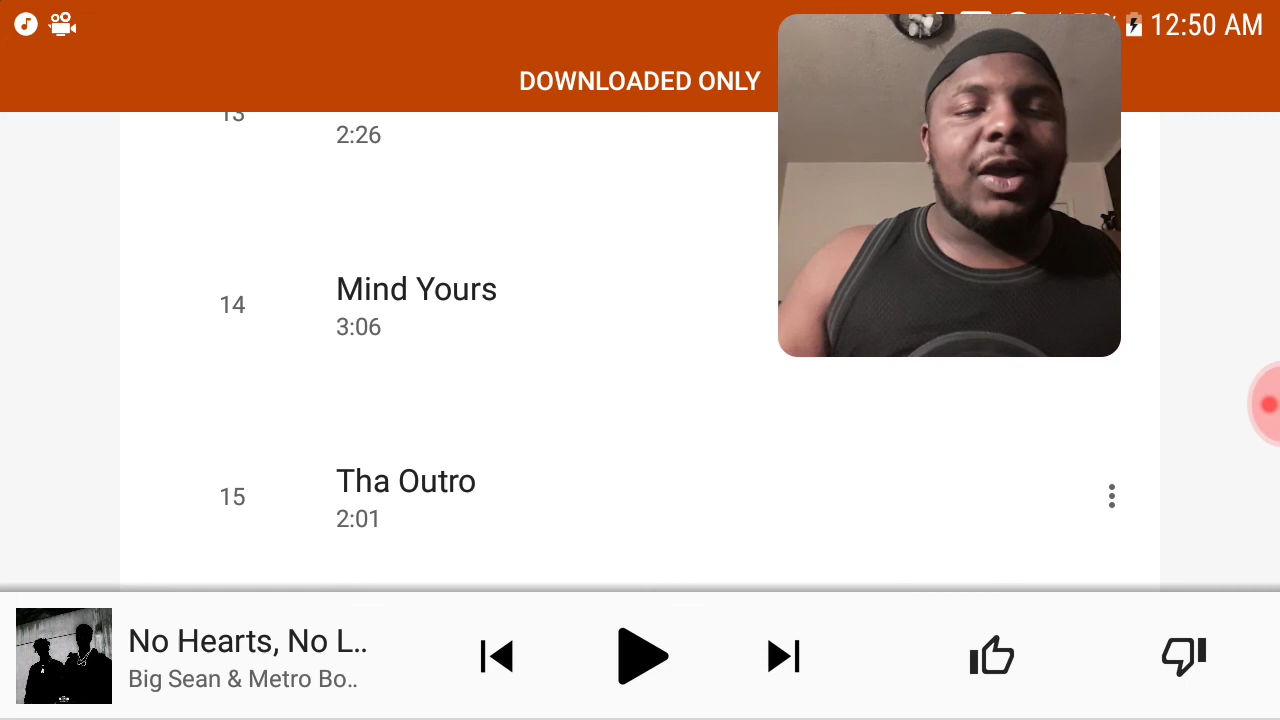 12:50 AM
DOWNLOADED ONLY
13
2:26
14
Mind Yours
3:06
15
Tha Outro
2:01
No Hearts, No L..
Big Sean & Metro Bo..